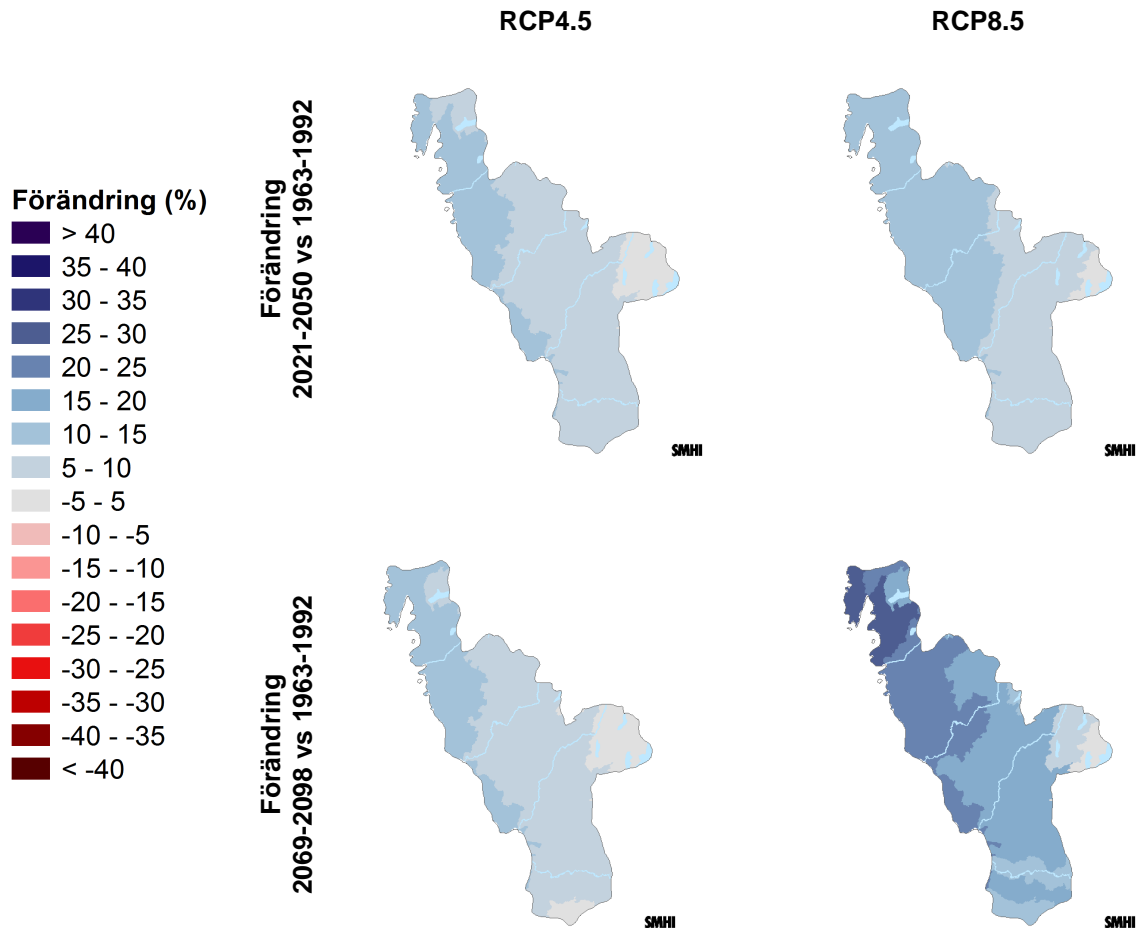 RCP4.5
RCP8.5
Förändring
2021-2050 vs 1963-1992
Förändring (%)
> 40
35 - 40
30 - 35
25 - 30
20 - 25
15 - 20
10 - 15
5 - 10
-5 - 5
-10 - -5
-15 - -10
-20 - -15
-25 - -20
-30 - -25
-35 - -30
-40 - -35
< -40
SMHI
SMHI
Förändring
2069-2098 vs 1963-1992
SMHI
SMHI